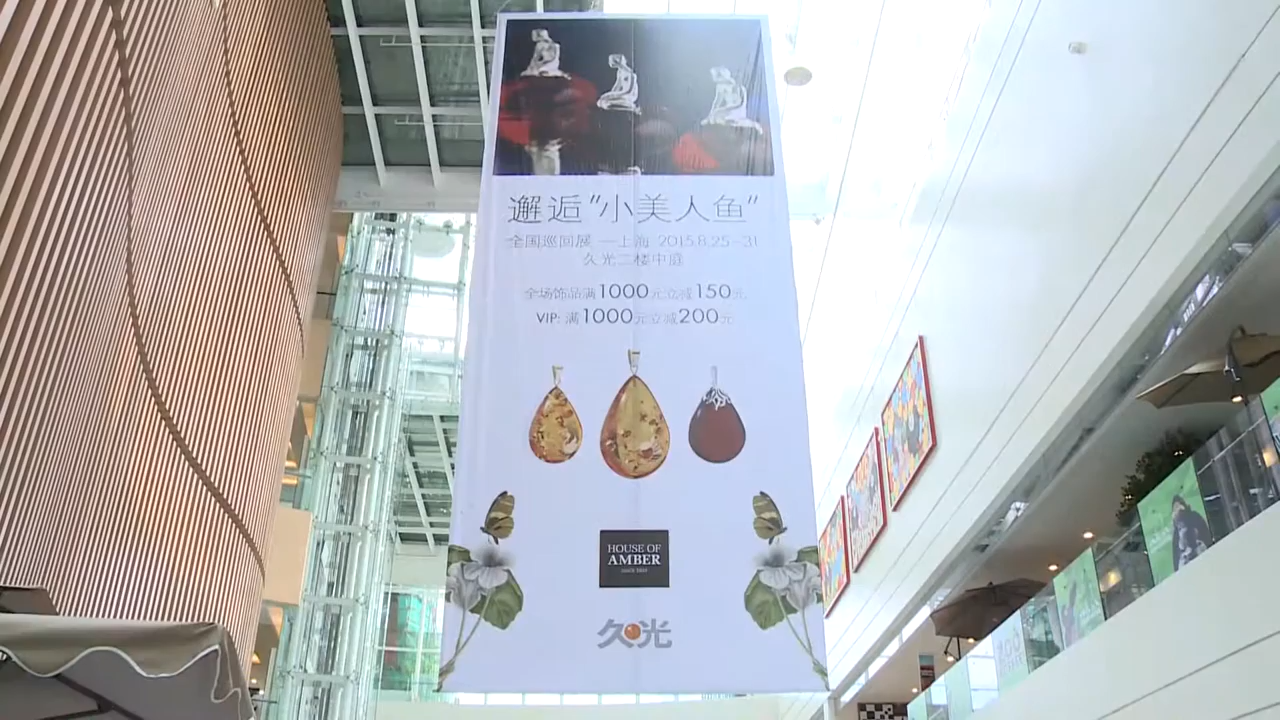 邂逅"小美人鱼"
全国巡回展 —上海 2015.8.25-31
久光二楼中庭
全场饰品满1000元立减150元
VIP: 满1000元立减200元
HOUSE OF
AMBER
久光